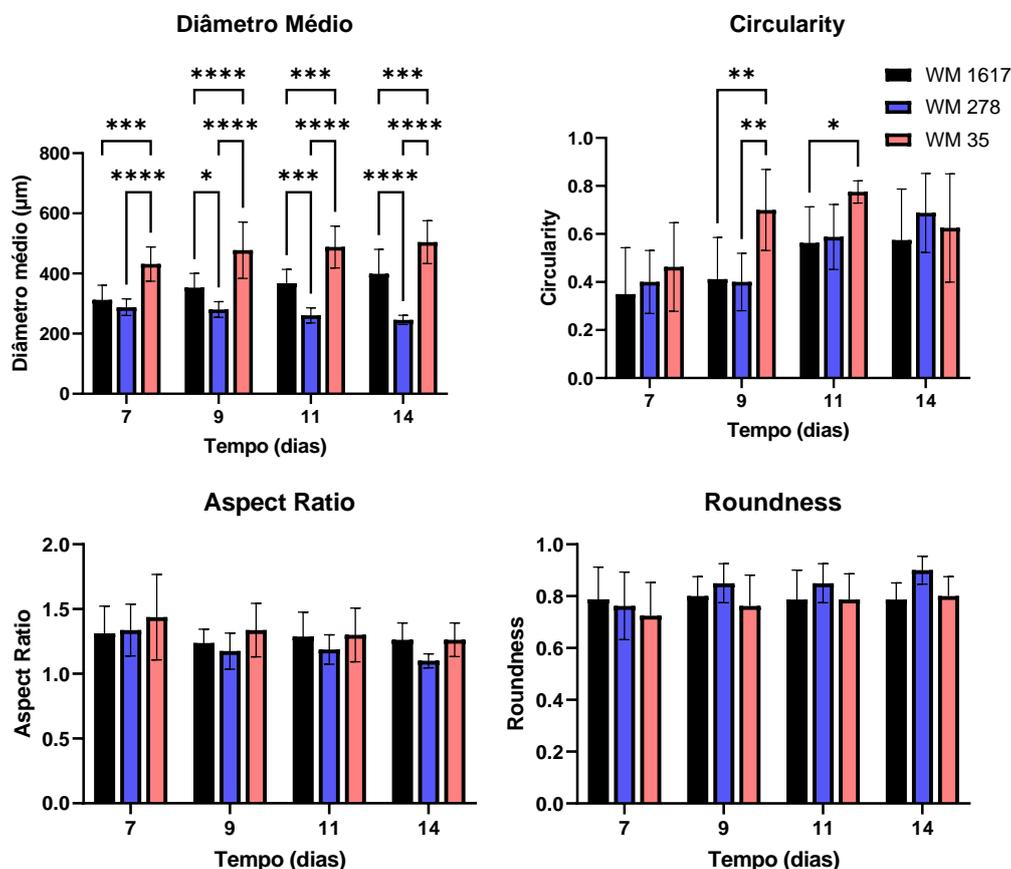 Diâmetro Médio
**** *** ***
*** **** **** ****
**** * *** ****
Diâmetro médio (µm)
800
600
400
200
0
7 9 11 14
Tempo (dias)
Circularity
WM 1617
WM 278
WM 35
**
** *
Circularity
1.0
0.8
0.6
0.4
0.2
0.0
7 9 11 14
Tempo (dias)
Aspect Ratio
Aspect Ratio
2.0
1.5
1.0
0.5
0.0
7 9 11 14
Tempo (dias)
Roundness
Roundness
1.0
0.8
0.6
0.4
0.2
0.0
7 9 11 14
Tempo (dias)